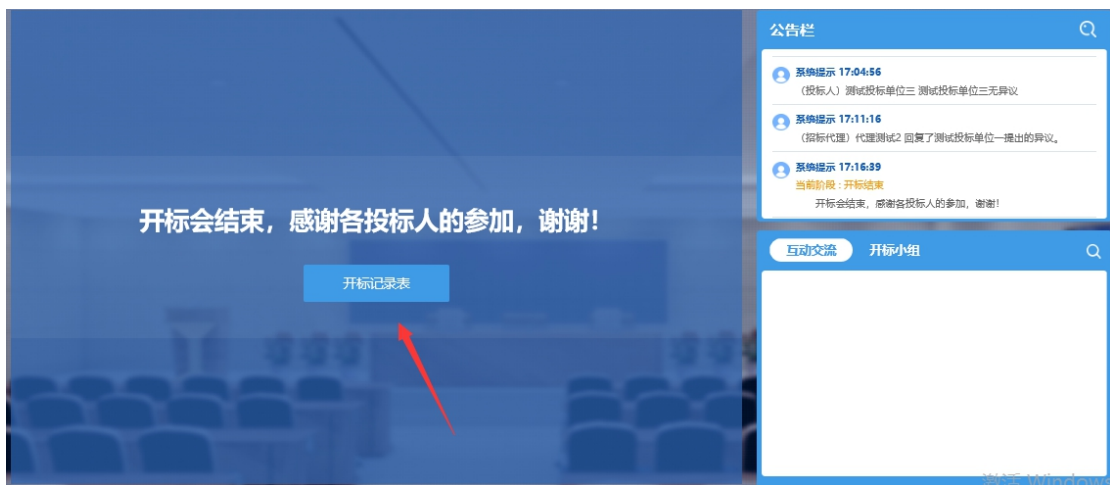 公告栏
系统提示 17:04:56
（投标人）测试投标单位三 测试投标单位三无异议
系统提示 17:11:16
（招标代理）代理测试2 回复了测试投标单位一提出的异议。
系统提示 17:16:39
当前阶段：开标结束
开标会结束，感谢各投标人的参加，谢谢！
开标会结束，感谢各投标人的参加，谢谢！
开标记录表
互动交流
开标小组
激活 Windows